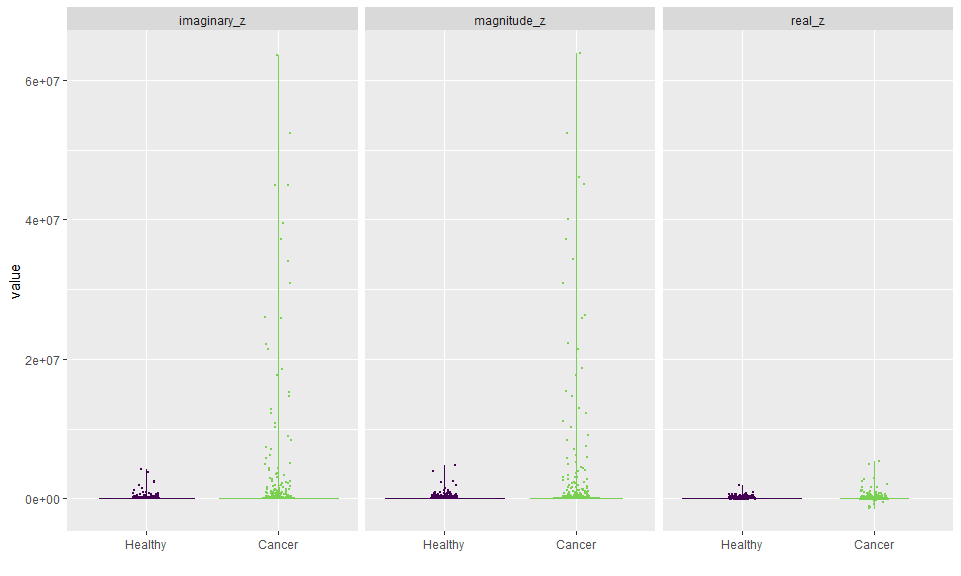 imaginary_z magnitude_z real_z
6e+07
4e+07
value
2e+07
0e+00
Healthy Cancer Healthy Cancer Healthy Cancer